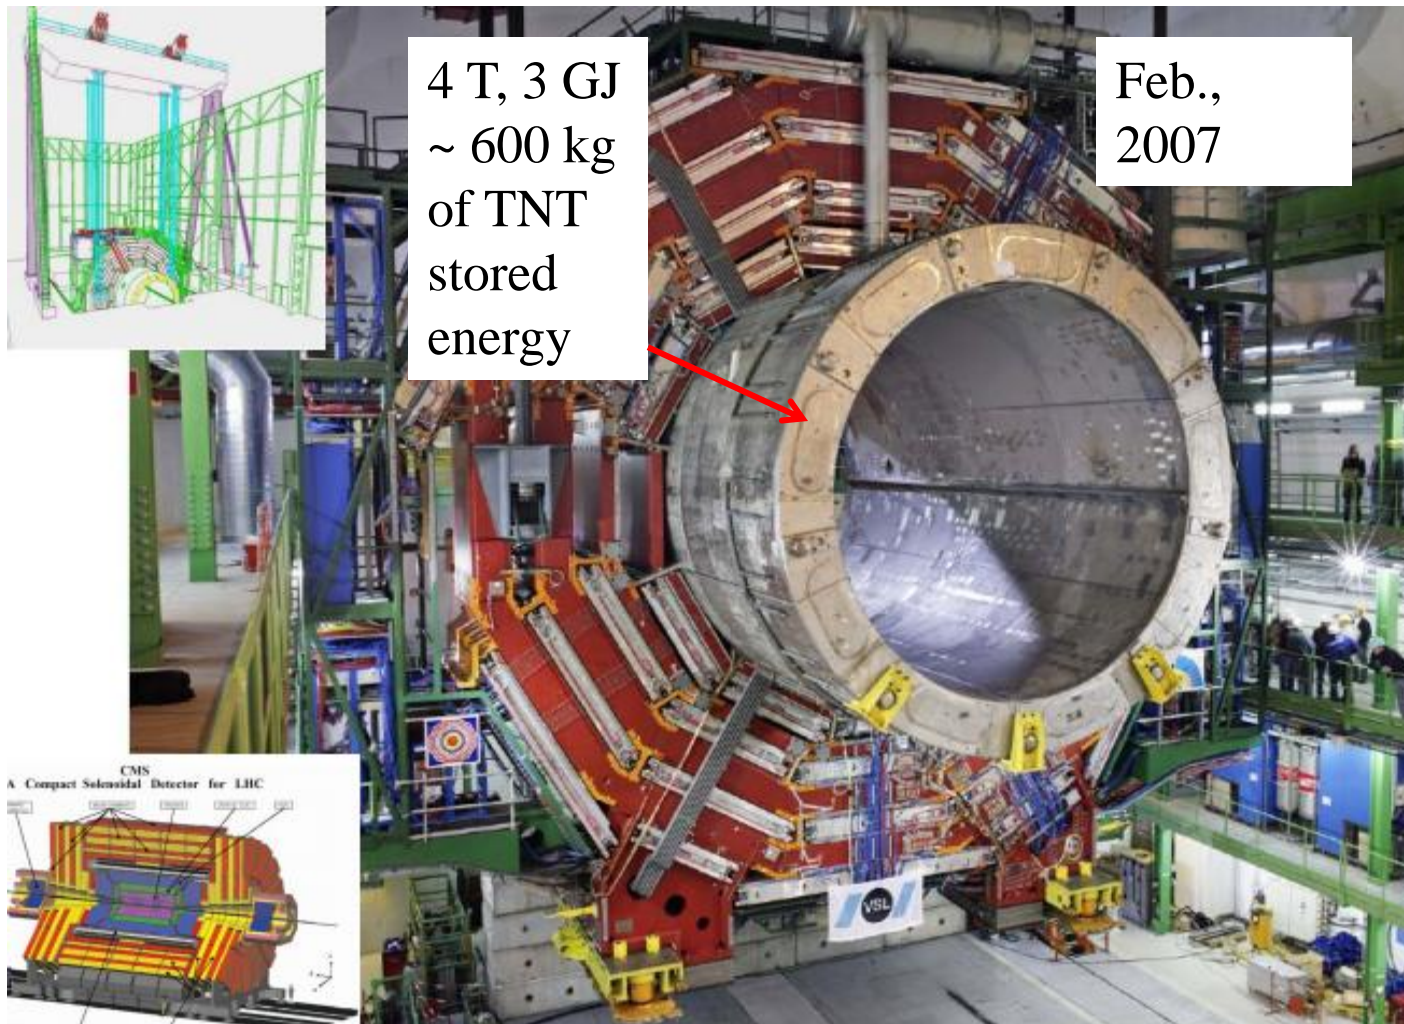 4 T, 3 GJ
~ 600 kg
of TNT
stored
energy
Feb.,
2007
CMS
A Compact Solenoidal Detector for LHC
VSL